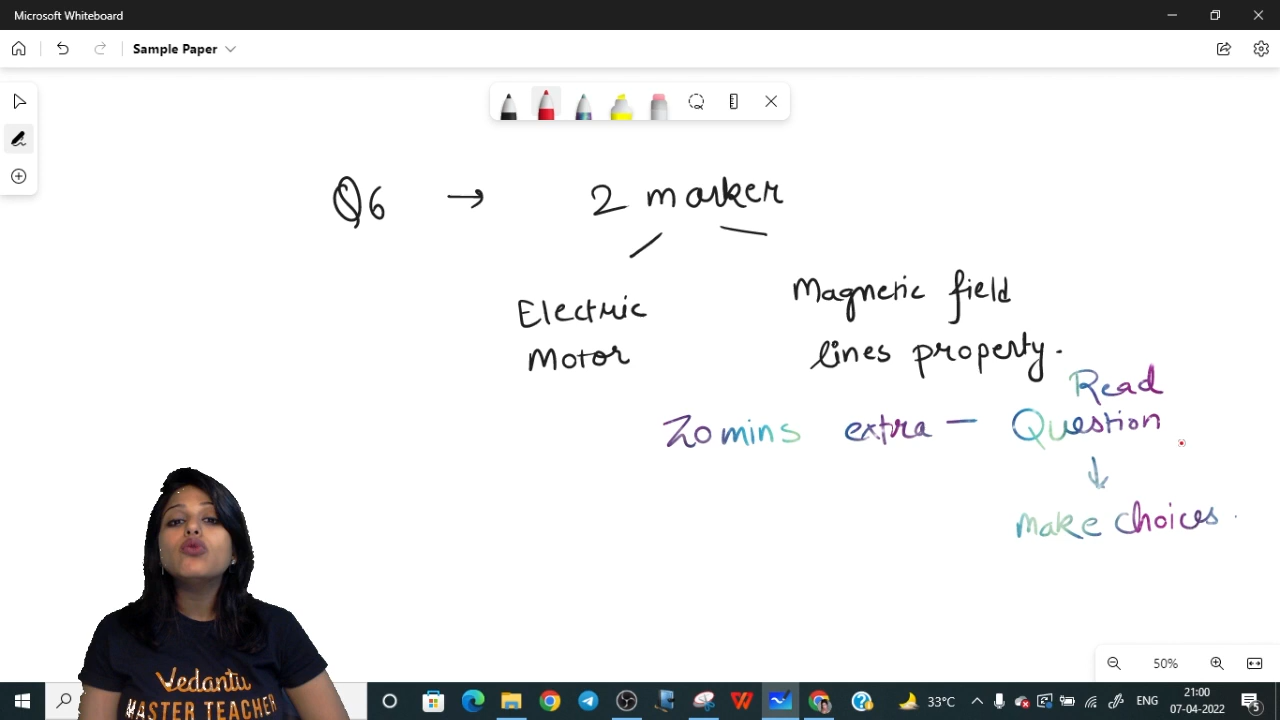 Microsoft Whiteboard
Sample Paper
Q6 → 2 marker
Electric
Motor
Magnetic field
lines property.
20 mins extra — Read
Question
↓
make choices
Vedantu
MASTER TEACHER
50%
33°C
ENG
21:00
07-04-2022
5